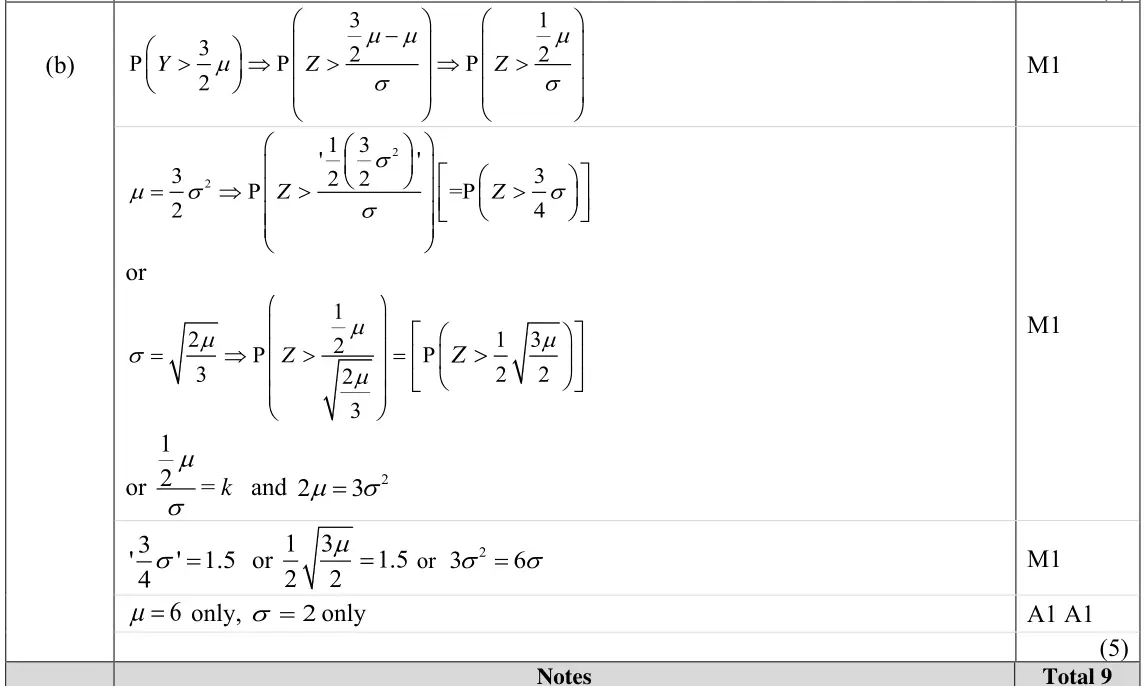 (b) P(Y > 3/2 μ) ⇒ P(Z > (3/2 μ − μ)/σ) ⇒ P(Z > (1/2 μ)/σ) M1
μ = 3/2 σ² ⇒ P(Z > '1/2(3/2 σ²)'/σ) [=P(Z > 3/4 σ)]
or
σ = √(2μ/3) ⇒ P(Z > (1/2 μ)/√(2μ/3)) = [P(Z > 1/2 √(3μ/2))] M1
or (1/2 μ)/σ = k and 2μ = 3σ²
'3/4 σ' = 1.5 or 1/2 √(3μ/2) = 1.5 or 3σ² = 6σ M1
μ = 6 only, σ = 2 only A1 A1
(5)
Notes Total 9